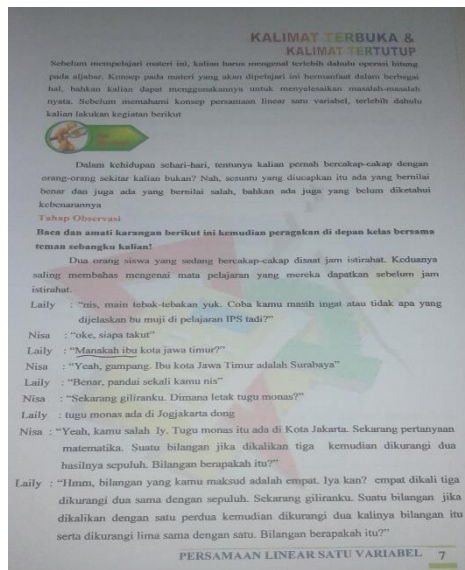 KALIMAT TERBUKA &
KALIMAT TERTUTUP
Sebelum mempelajari materi ini, kalian harus mengenal terlebih dahulu operasi hitung
pada aljabar. Konsep pada materi yang akan dipelajari ini bermanfaat dalam berbagai
hal, bahkan kalian dapat menggunakannya untuk menyelesaikan masalah-masalah
nyata. Sebelum memahami konsep persamaan linear satu variabel, terlebih dahulu
kalian lakukan kegiatan berikut
Dalam kehidupan sehari-hari, tentunya kalian pernah bercakap-cakap dengan
orang-orang sekitar kalian bukan? Nah, sesuatu yang diucapkan itu ada yang bernilai
benar dan juga ada yang bernilai salah, bahkan ada juga yang belum diketahui
kebenarannya
Tahap Observasi
Baca dan amati karangan berikut ini kemudian peragakan di depan kelas bersama
teman sebangku kalian!
Dua orang siswa yang sedang bercakap-cakap disaat jam istirahat. Keduanya
saling membahas mengenai mata pelajaran yang mereka dapatkan sebelum jam
istirahat.
Laily : "nis, main tebak-tebakan yuk. Coba kamu masih ingat atau tidak apa yang
dijelaskan bu muji di pelajaran IPS tadi?"
Nisa : "oke, siapa takut"
Laily : "Manakah ibu kota jawa timur?"
Nisa : "Yeah, gampang. Ibu kota Jawa Timur adalah Surabaya"
Laily : "Benar, pandai sekali kamu nis"
Nisa : "Sekarang giliranku. Dimana letak tugu monas?"
Laily : tugu monas ada di Jogjakarta dong
Nisa : "Yeah, kamu salah ly. Tugu monas itu ada di Kota Jakarta. Sekarang pertanyaan
matematika. Suatu bilangan jika dikalikan tiga kemudian dikurangi dua
hasilnya sepuluh. Bilangan berapakah itu?"
Laily : "Hmm, bilangan yang kamu maksud adalah empat. Iya kan? empat dikali tiga
dikurangi dua sama dengan sepuluh. Sekarang giliranku. Suatu bilangan jika
dikalikan dengan satu perdua kemudian dikurangi dua kalinya bilangan itu
serta dikurangi lima sama dengan satu. Bilangan berapakah itu?"
PERSAMAAN LINEAR SATU VARIABEL 7